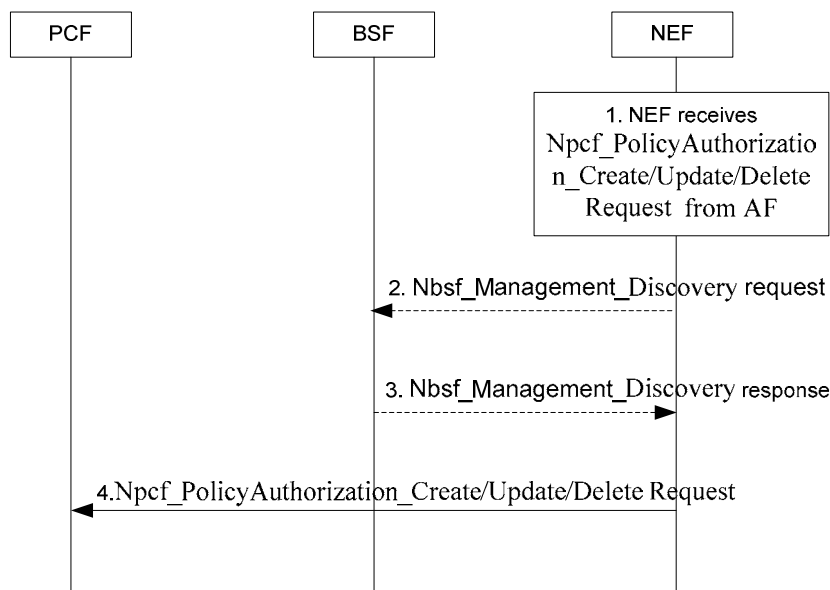 PCF
BSF
NEF
1. NEF receives
Npcf_PolicyAuthorizatio
n_Create/Update/Delete
Request from AF
2. Nbsf_Management_Discovery request
3. Nbsf_Management_Discovery response
4.Npcf_PolicyAuthorization_Create/Update/Delete Request